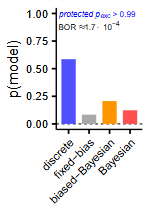 protected p_exc > 0.99
BOR ≈1.7 · 10^-4
1.00
0.75
0.50
0.25
0.00
p(model)
discrete
fixed-bias
biased-Bayesian
Bayesian